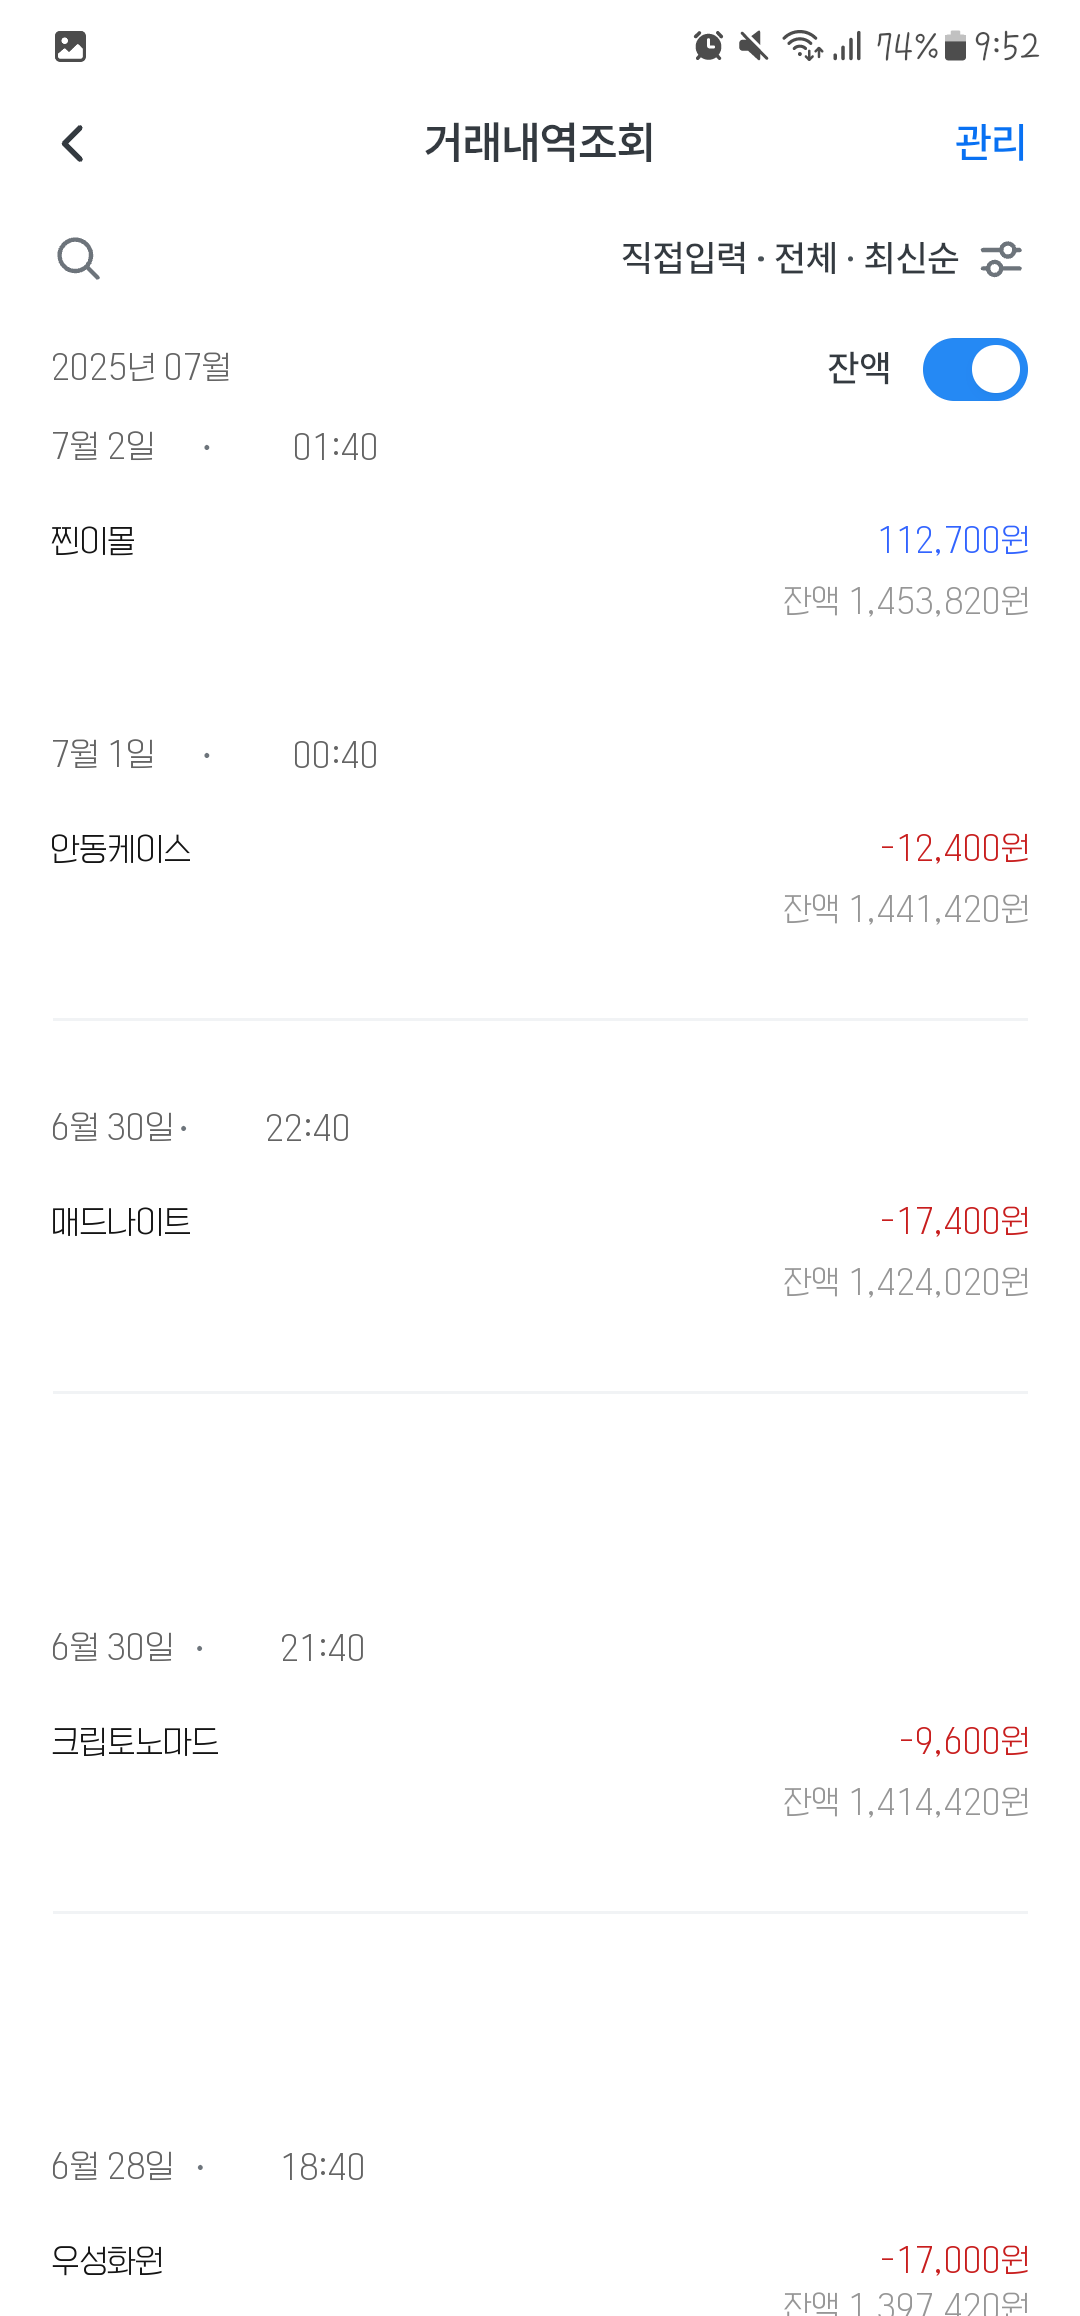 74% 9:52
거래내역조회 관리
직접입력 · 전체 · 최신순
2025년 07월 잔액
7월 2일 · 01:40
찐이몰 112,700원
잔액 1,453,820원
7월 1일 · 00:40
안동케이스 -12,400원
잔액 1,441,420원
6월 30일 · 22:40
매드나이트 -17,400원
잔액 1,424,020원
6월 30일 · 21:40
크립토노마드 -9,600원
잔액 1,414,420원
6월 28일 · 18:40
우성화원 -17,000원
잔액 1,397,420원